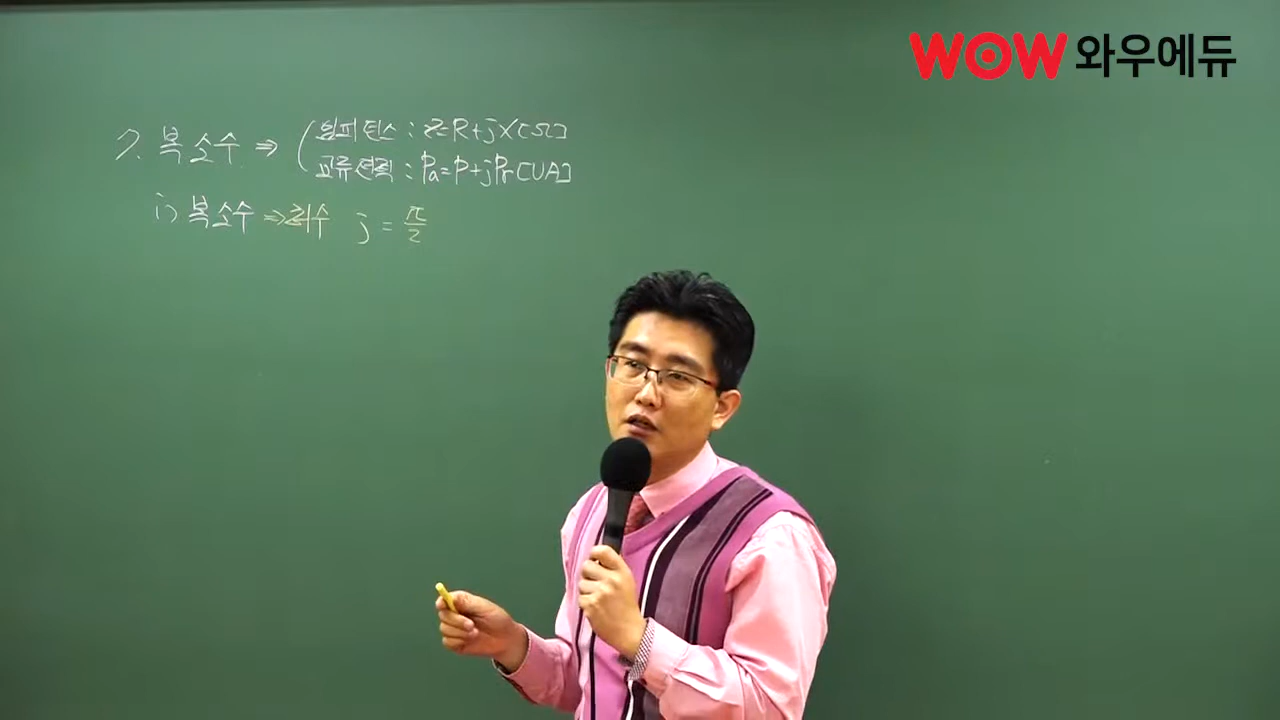 WOW 와우에듀
7. 복소수 ⇒ ( 임피던스 : Z=R+jX[Ω]
교류전력 : Pa=P+jPr[VA]
i) 복소수 ⇒ 허수 j = π/2